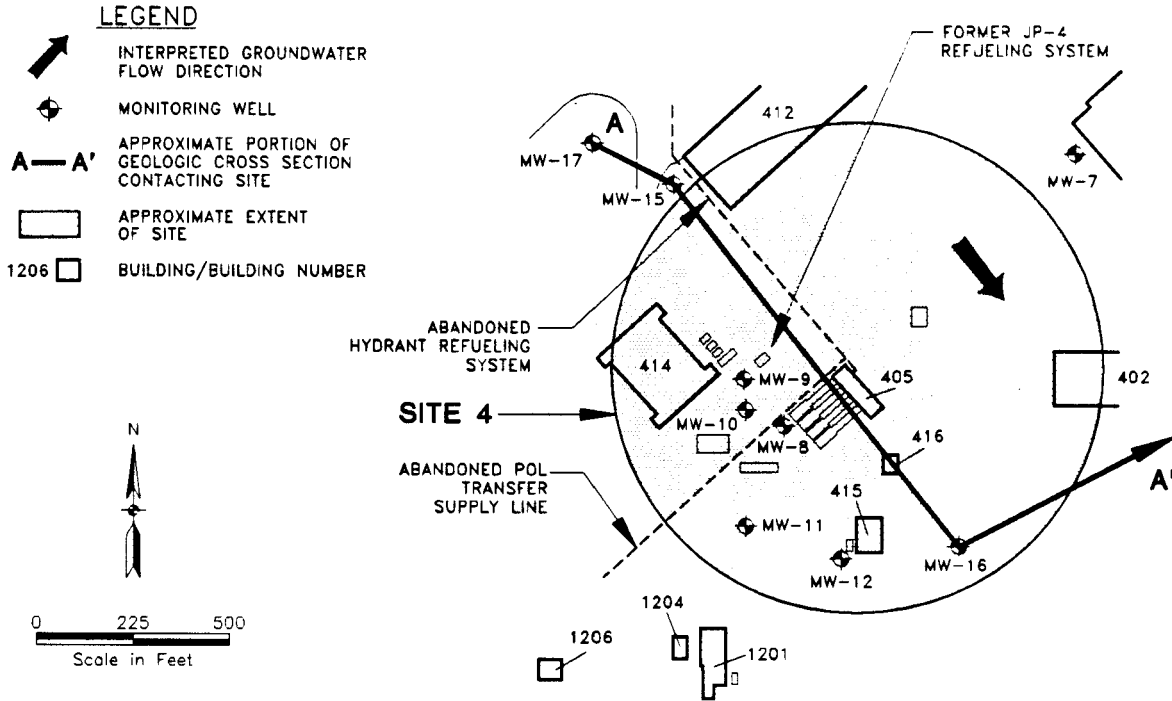 LEGEND
INTERPRETED GROUNDWATER
FLOW DIRECTION
MONITORING WELL
A A'
APPROXIMATE PORTION OF
GEOLOGIC CROSS SECTION
CONTACTING SITE
APPROXIMATE EXTENT
OF SITE
1206
BUILDING/BUILDING NUMBER
FORMER JP-4
REFJELING SYSTEM
412
A
MW-17
MW-15
MW-7
ABANDONED
HYDRANT REFUELING
SYSTEM
414
MW-9
405
402
SITE 4
MW-10
MW-8
416
N
ABANDONED POL
TRANSFER
SUPPLY LINE
A'
415
MW-11
MW-16
MW-12
0 225 500
Scale in Feet
1204
1206
1201